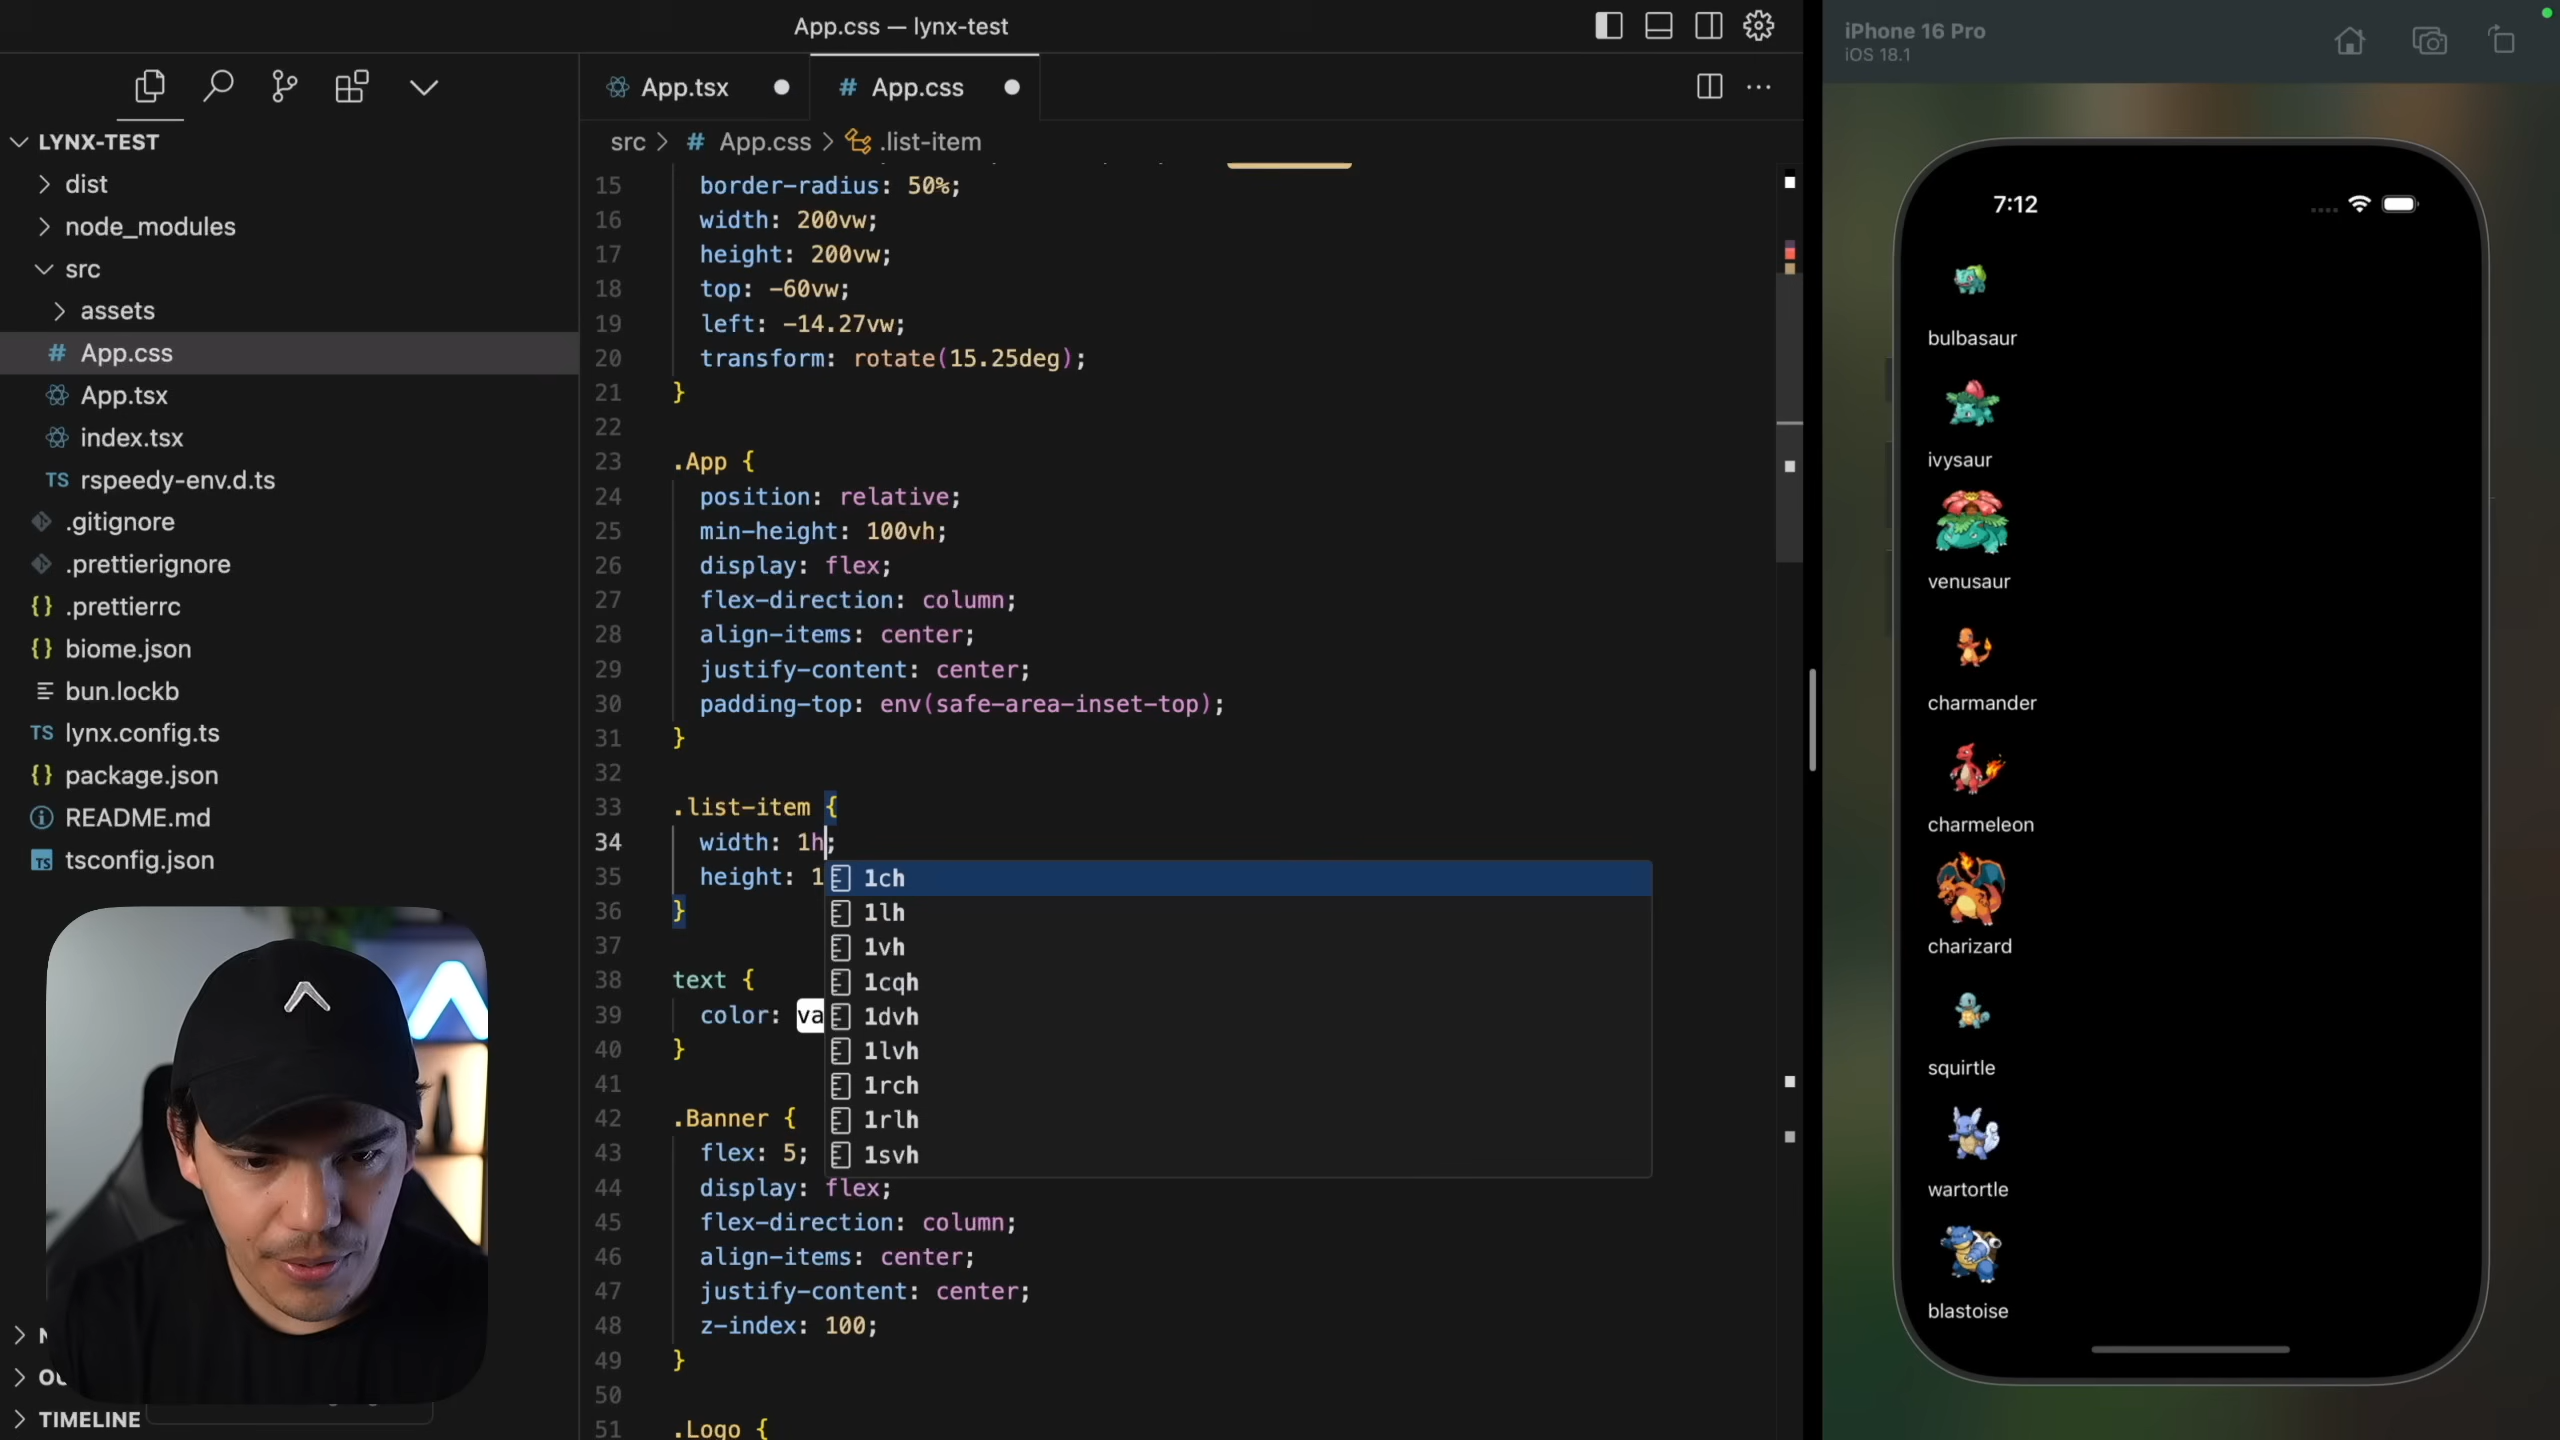 App.css — lynx-test
iPhone 16 Pro
iOS 18.1
App.tsx
# App.css
src > # App.css > .list-item
LYNX-TEST
dist
node_modules
src
assets
# App.css
App.tsx
index.tsx
TS rspeedy-env.d.ts
.gitignore
.prettierignore
{} .prettierrc
{} biome.json
bun.lockb
TS lynx.config.ts
{} package.json
README.md
TS tsconfig.json
TIMELINE
15 border-radius: 50%;
16 width: 200vw;
17 height: 200vw;
18 top: -60vw;
19 left: -14.27vw;
20 transform: rotate(15.25deg);
21 }
22
23 .App {
24 position: relative;
25 min-height: 100vh;
26 display: flex;
27 flex-direction: column;
28 align-items: center;
29 justify-content: center;
30 padding-top: env(safe-area-inset-top);
31 }
32
33 .list-item {
34 width: 1h;
35 height: 1
36 }
37
38 text {
39 color: va
40 }
41
42 .Banner {
43 flex: 5;
44 display: flex;
45 flex-direction: column;
46 align-items: center;
47 justify-content: center;
48 z-index: 100;
49 }
50
51 .Logo {
1ch
1lh
1vh
1cqh
1dvh
1lvh
1rch
1rlh
1svh
7:12
bulbasaur
ivysaur
venusaur
charmander
charmeleon
charizard
squirtle
wartortle
blastoise